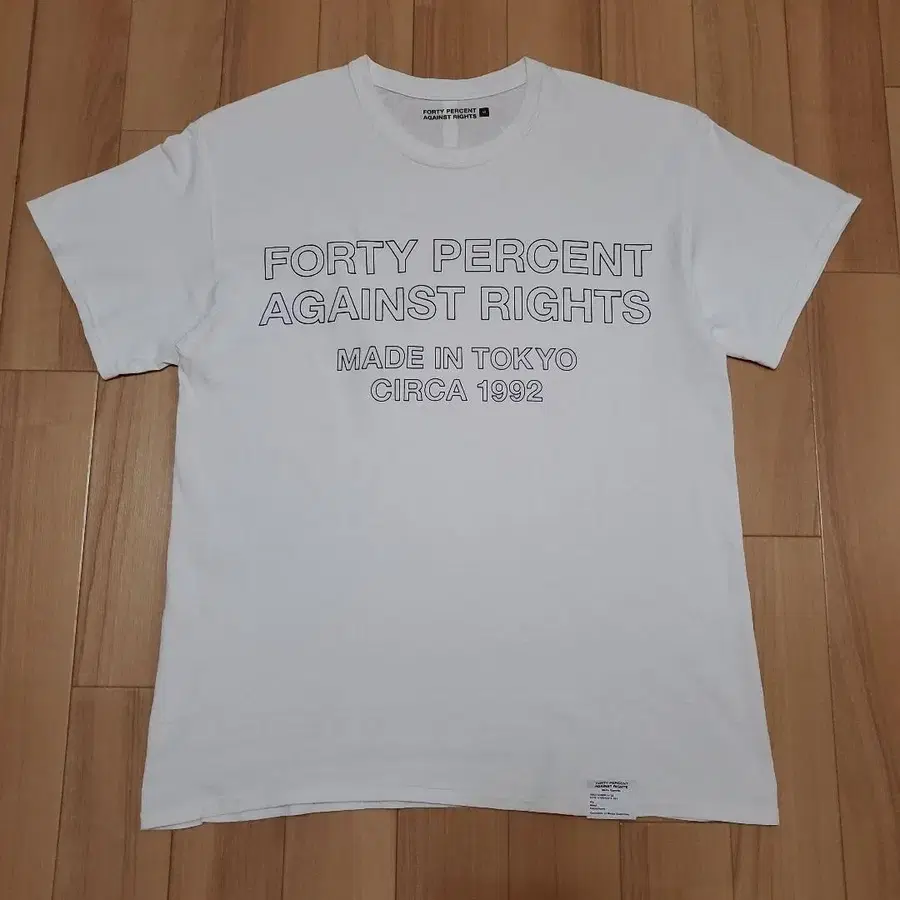 FORTY PERCENT
AGAINST RIGHTS
FORTY PERCENT
AGAINST RIGHTS
MADE IN TOKYO
CIRCA 1992
FORTY PERCENT
AGAINST RIGHTS